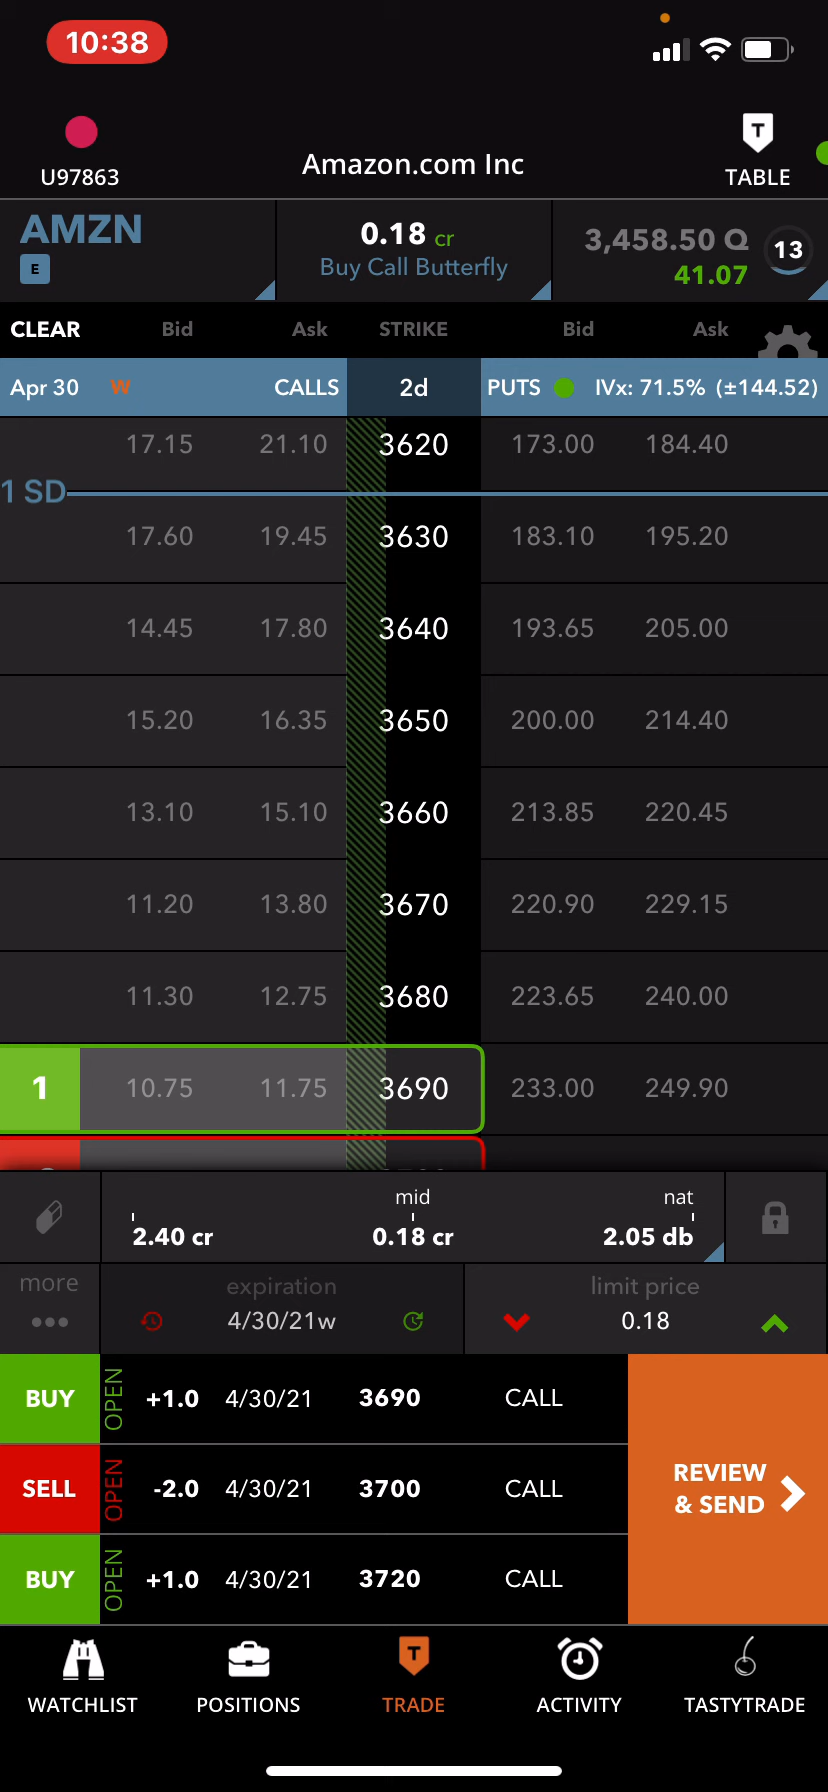 10:38
U97863
Amazon.com Inc
T
TABLE
AMZN
E
0.18 cr
Buy Call Butterfly
3,458.50 Q
41.07
13
CLEAR Bid Ask STRIKE Bid Ask
Apr 30 W CALLS 2d PUTS IVx: 71.5% (±144.52)
17.15 21.10 3620 173.00 184.40
1 SD
17.60 19.45 3630 183.10 195.20
14.45 17.80 3640 193.65 205.00
15.20 16.35 3650 200.00 214.40
13.10 15.10 3660 213.85 220.45
11.20 13.80 3670 220.90 229.15
11.30 12.75 3680 223.65 240.00
1 10.75 11.75 3690 233.00 249.90
mid nat
2.40 cr 0.18 cr 2.05 db
more expiration limit price
4/30/21w 0.18
BUY OPEN +1.0 4/30/21 3690 CALL
SELL OPEN -2.0 4/30/21 3700 CALL
BUY OPEN +1.0 4/30/21 3720 CALL
REVIEW
& SEND
T
WATCHLIST POSITIONS TRADE ACTIVITY TASTYTRADE